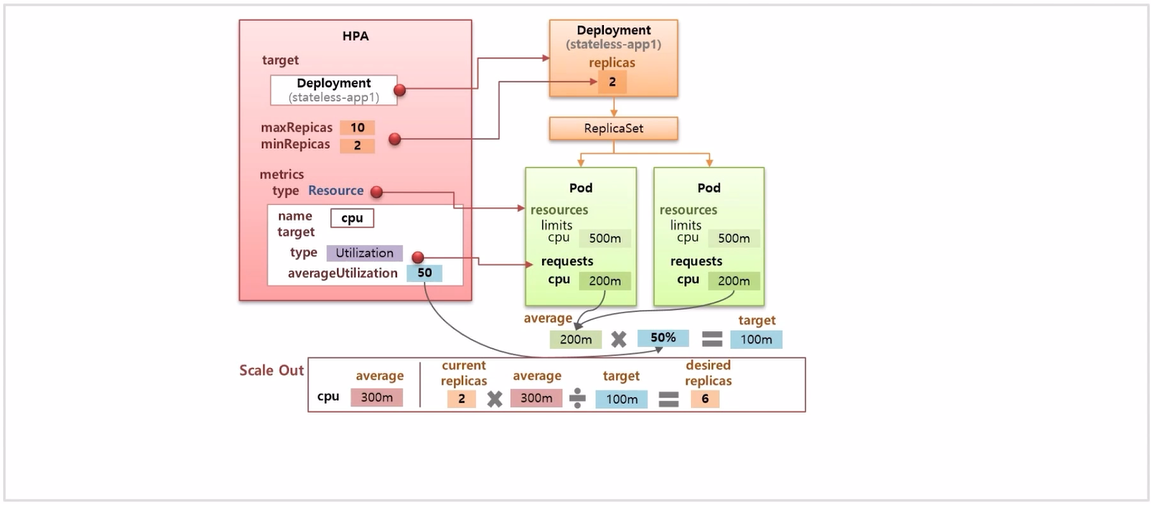 HPA
target
Deployment
(stateless-app1)
maxRepicas 10
minRepicas 2
metrics
type Resource
name cpu
target
type Utilization
averageUtilization 50
Deployment
(stateless-app1)
replicas
2
ReplicaSet
Pod
resources
limits
cpu 500m
requests
cpu 200m
Pod
resources
limits
cpu 500m
requests
cpu 200m
average target
200m × 50% = 100m
Scale Out
average
cpu 300m
current replicas average target desired replicas
2 × 300m ÷ 100m = 6